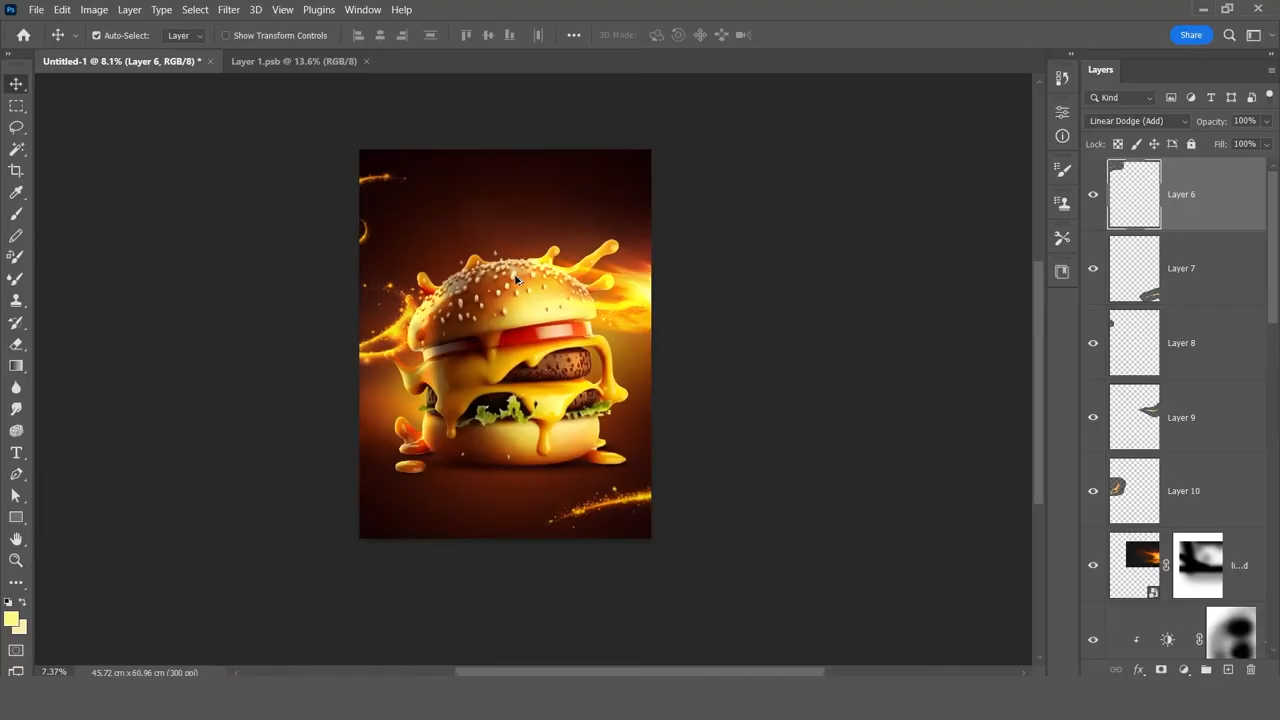 Ps File Edit Image Layer Type Select Filter 3D View Plugins Window Help
Auto-Select: Layer Show Transform Controls 3D Mode: Share
Untitled-1 @ 8.1% (Layer 6, RGB/8) * Layer 1.psb @ 13.6% (RGB/8)
Layers
Kind
Linear Dodge (Add) Opacity: 100%
Lock: Fill: 100%
Layer 6
Layer 7
Layer 8
Layer 9
Layer 10
li...d
7.37% 45.72 cm x 60.96 cm (300 ppi)